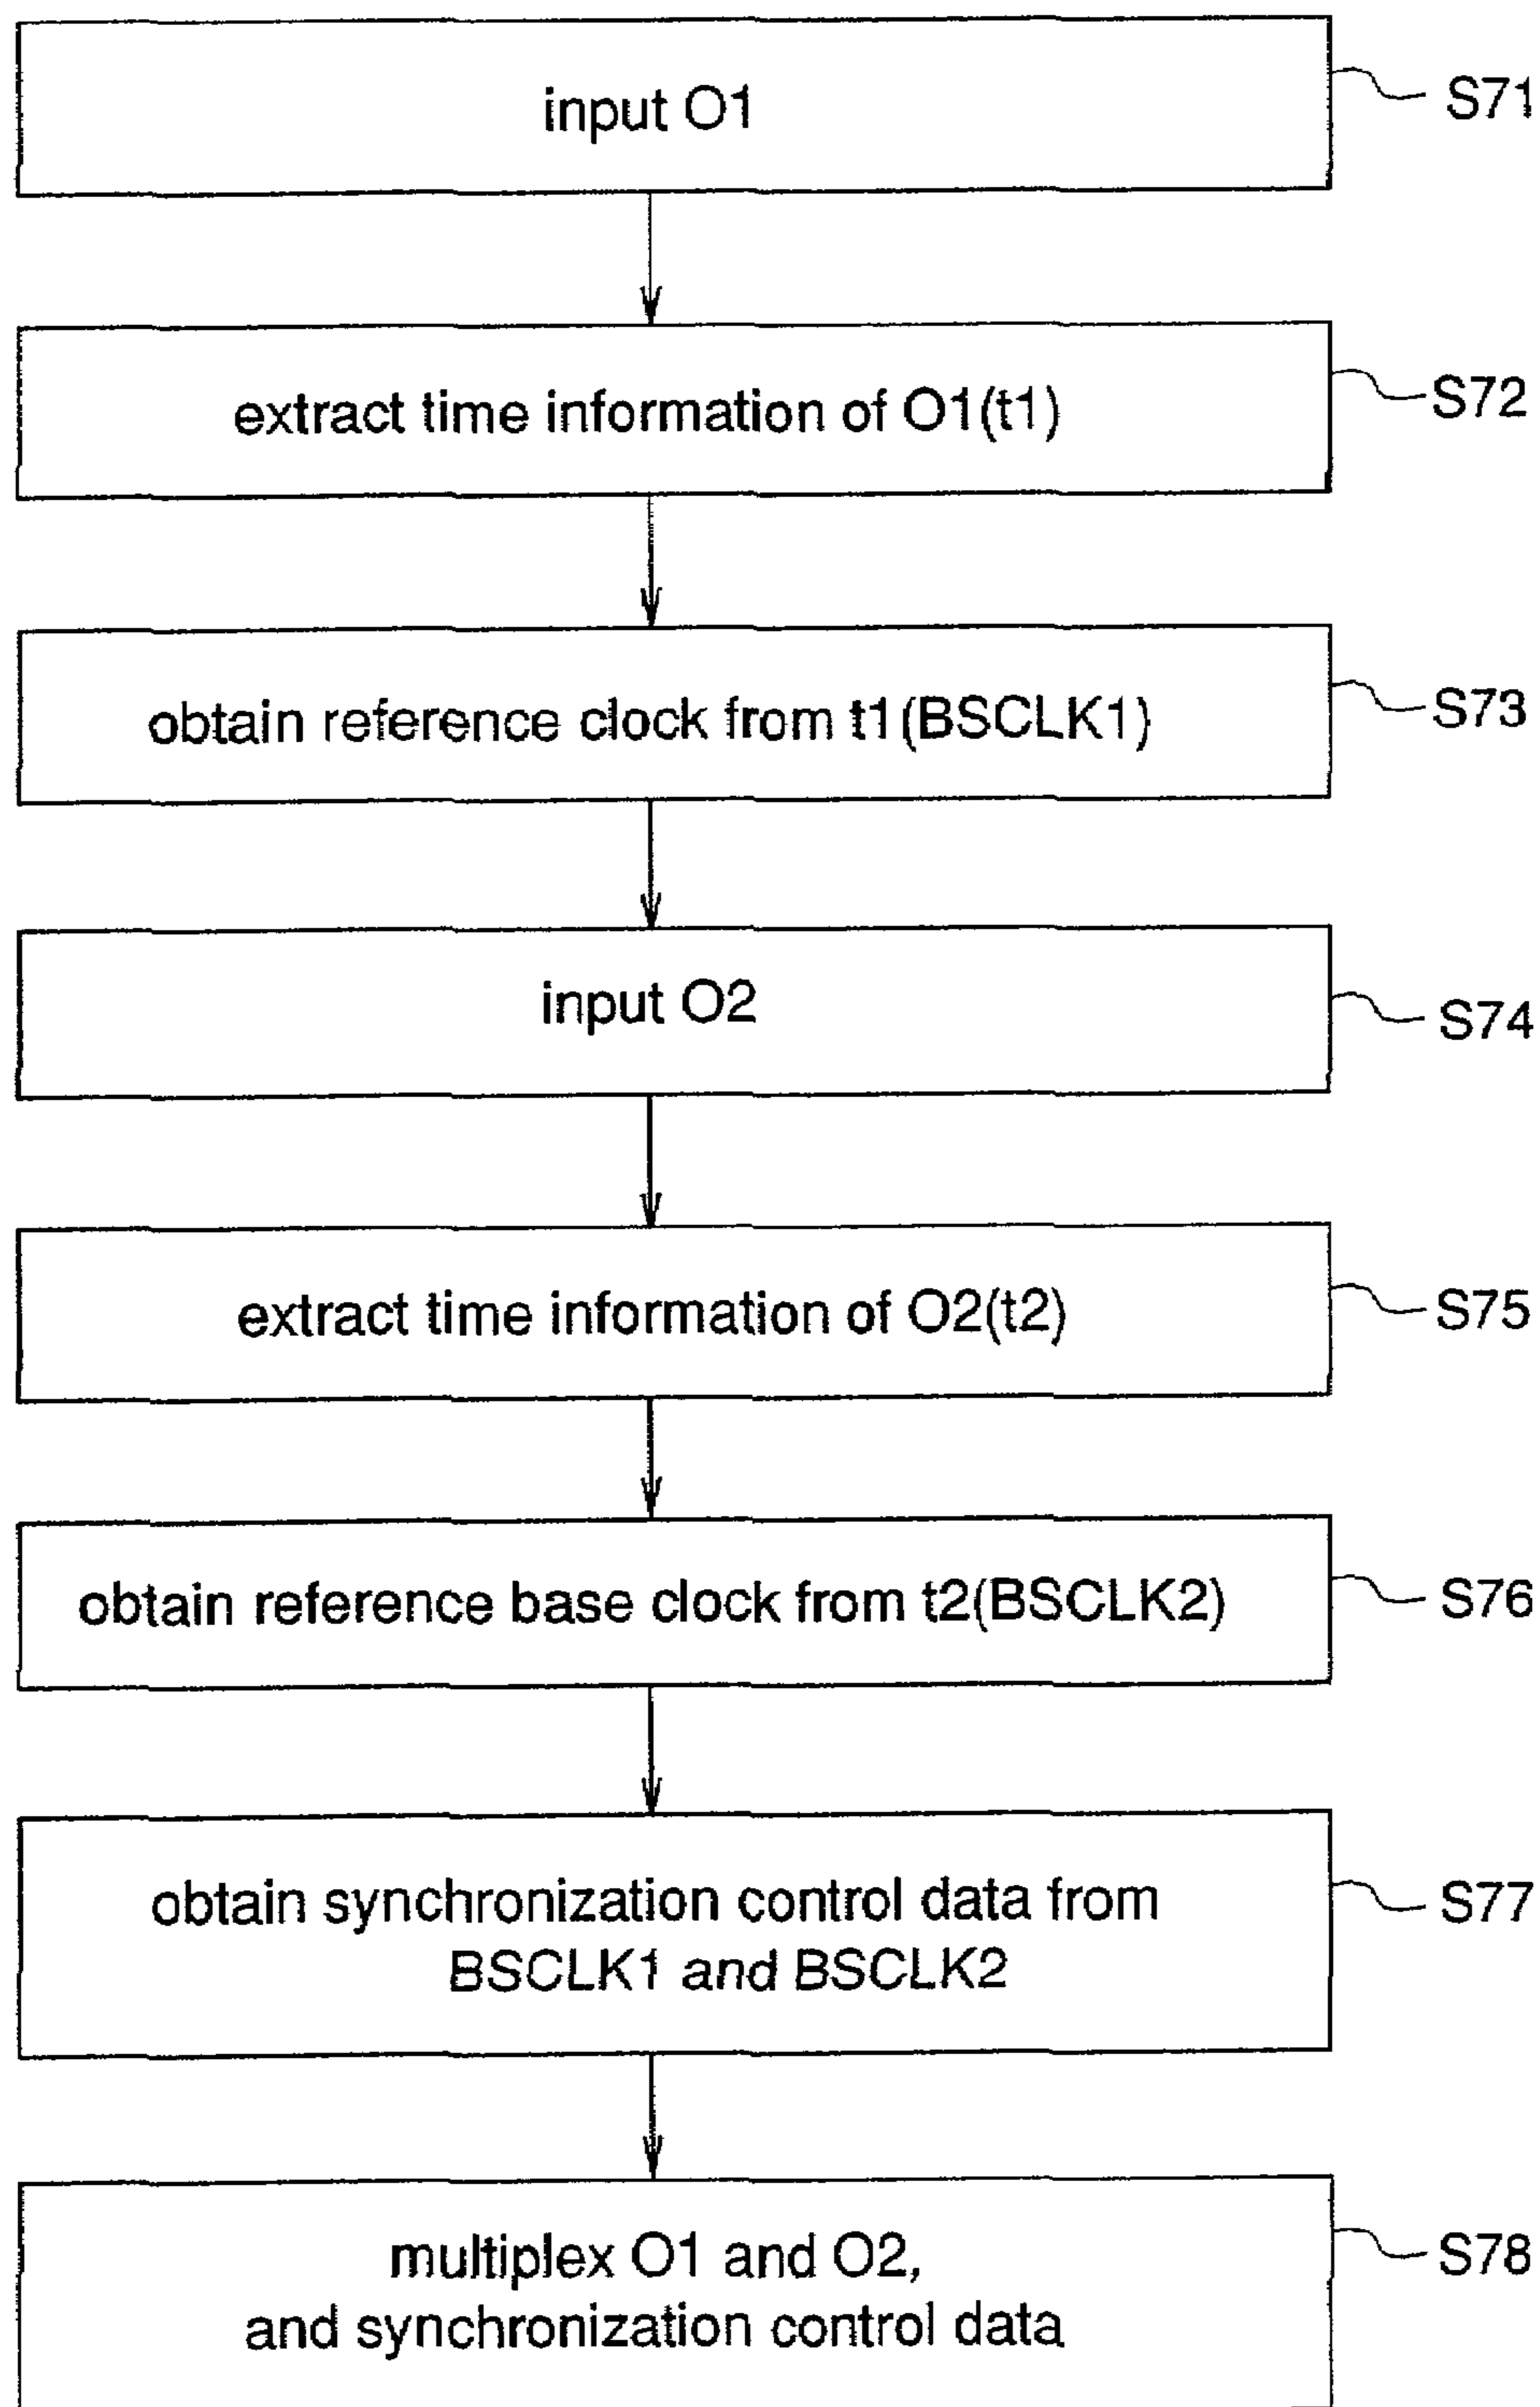 input O1
S71
extract time information of O1(t1)
S72
obtain reference clock from t1(BSCLK1)
S73
input O2
S74
extract time information of O2(t2)
S75
obtain reference base clock from t2(BSCLK2)
S76
obtain synchronization control data from
BSCLK1 and BSCLK2
S77
multiplex O1 and O2,
and synchronization control data
S78